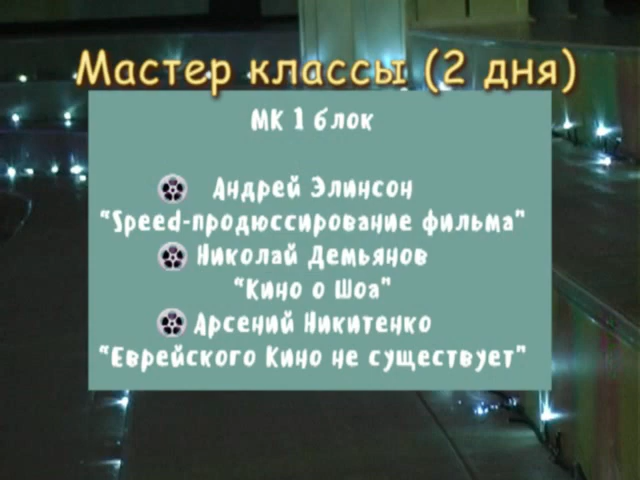 Мастер классы (2 дня)
МК 1 блок
Андрей Элинсон
"Speed-продюссирование фильма"
Николай Демьянов
"Кино о Шоа"
Арсений Никитенко
"Еврейского Кино не существует"